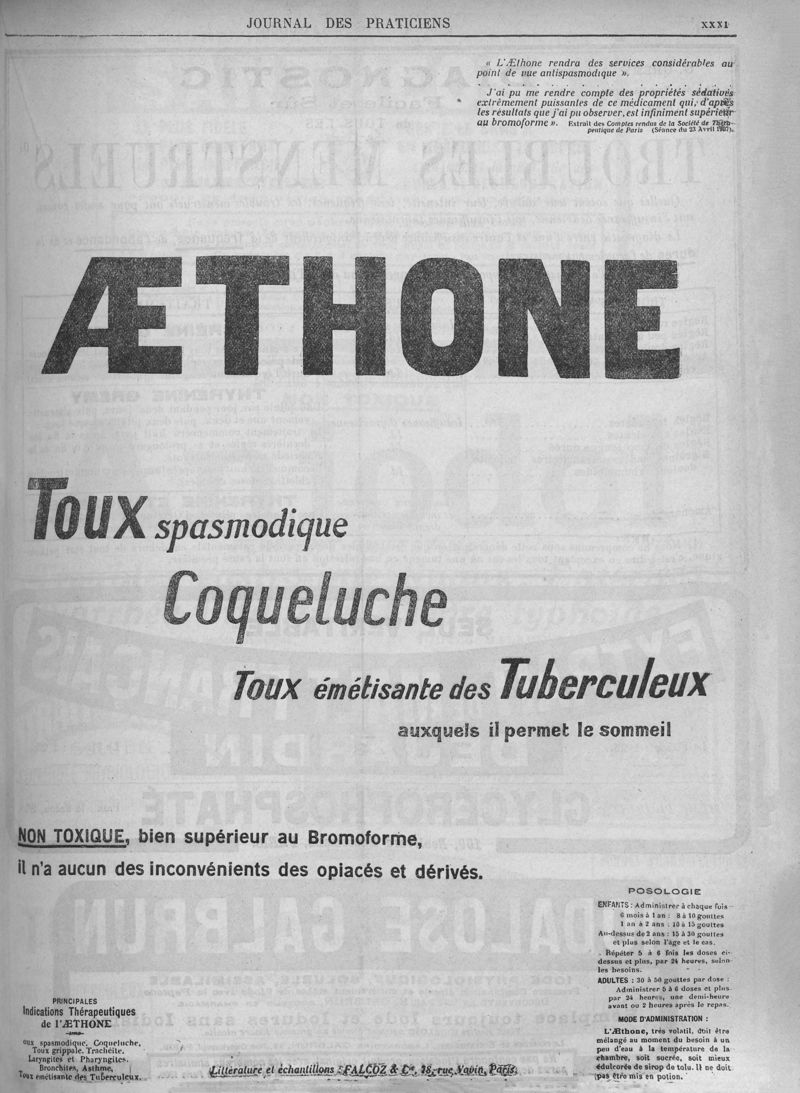 JOURNAL DES PRATICIENS
XXXI
« L'Æthone rendra des services considérables au
point de vue antispasmodique ».
J'ai pu me rendre compte des propriétés sédatives
extrêmement puissantes de ce médicament qui, d'après
les résultats que j'ai pu observer, est infiniment supérieur
au bromoforme ». Extrait des Comptes rendus de la Société de Théra-
peutique de Paris (Séance du 23 Avril 1907).
ÆTHONE
TOUX spasmodique
Coqueluche
Toux émétisante des Tuberculeux
auxquels il permet le sommeil
NON TOXIQUE, bien supérieur au Bromoforme,
il n'a aucun des inconvénients des opiacés et dérivés.
PRINCIPALES
Indications Thérapeutiques
de l'ÆTHONE
oux spasmodique, Coqueluche,
Toux grippale, Trachéite,
Laryngites et Pharyngites.
Bronchites, Asthme,
Toux émétisante des Tuberculeux.
Littérature et échantillons : FALCOZ & Cie, 18, rue Vavin, Paris.
POSOLOGIE
ENFANTS : Administrer à chaque fois
6 mois à 1 an : 8 à 10 gouttes
1 an à 2 ans : 10 à 15 gouttes
Au-dessus de 2 ans : 15 à 30 gouttes
et plus selon l'âge et le cas.
Répéter 5 à 6 fois les doses ci-
dessus et plus, par 24 heures, selon
les besoins.
ADULTES : 30 à 50 gouttes par dose :
Administrer 5 à 6 doses et plus
par 24 heures, une demi-heure
avant ou 2 heures après le repas.
MODE D'ADMINISTRATION :
L'Æthone, très volatil, doit être
mélangé au moment du besoin à un
peu d'eau à la température de la
chambre, soit sucrée, soit mieux
édulcorée de sirop de tolu. Il ne doit
pas être mis en potion.